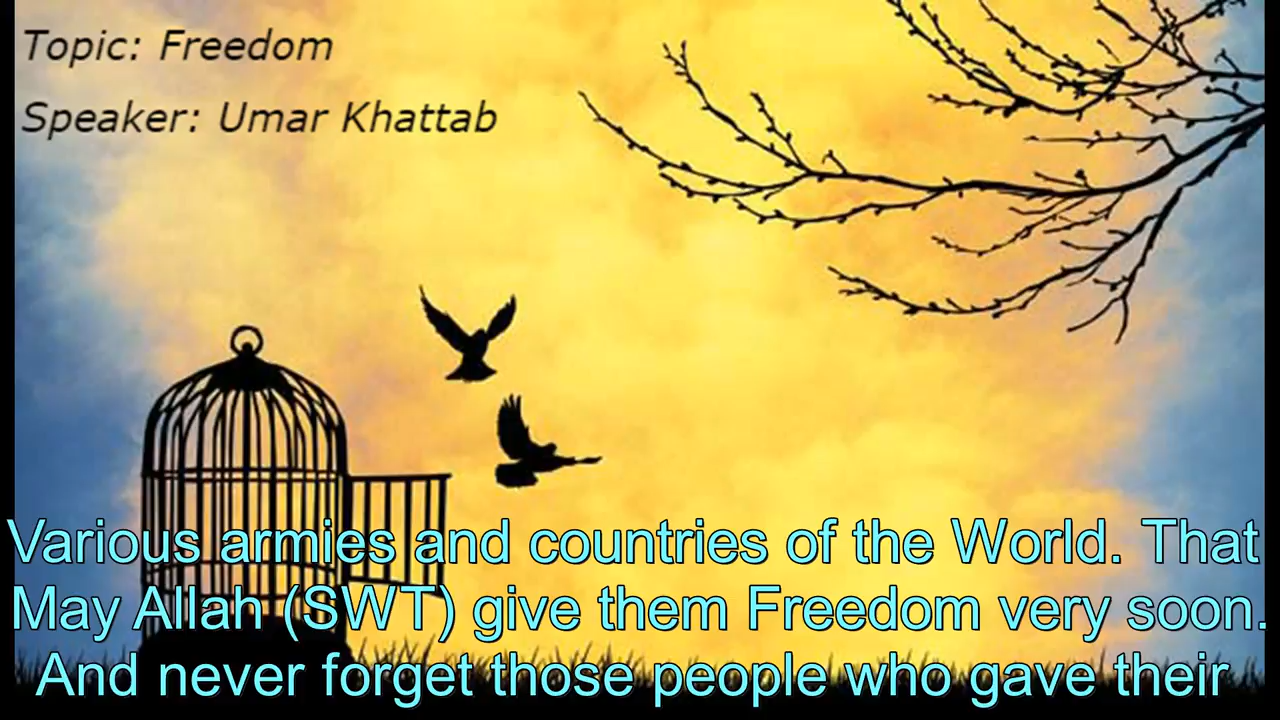 Topic: Freedom
Speaker: Umar Khattab
Various armies and countries of the World. That
May Allah (SWT) give them Freedom very soon.
And never forget those people who gave their